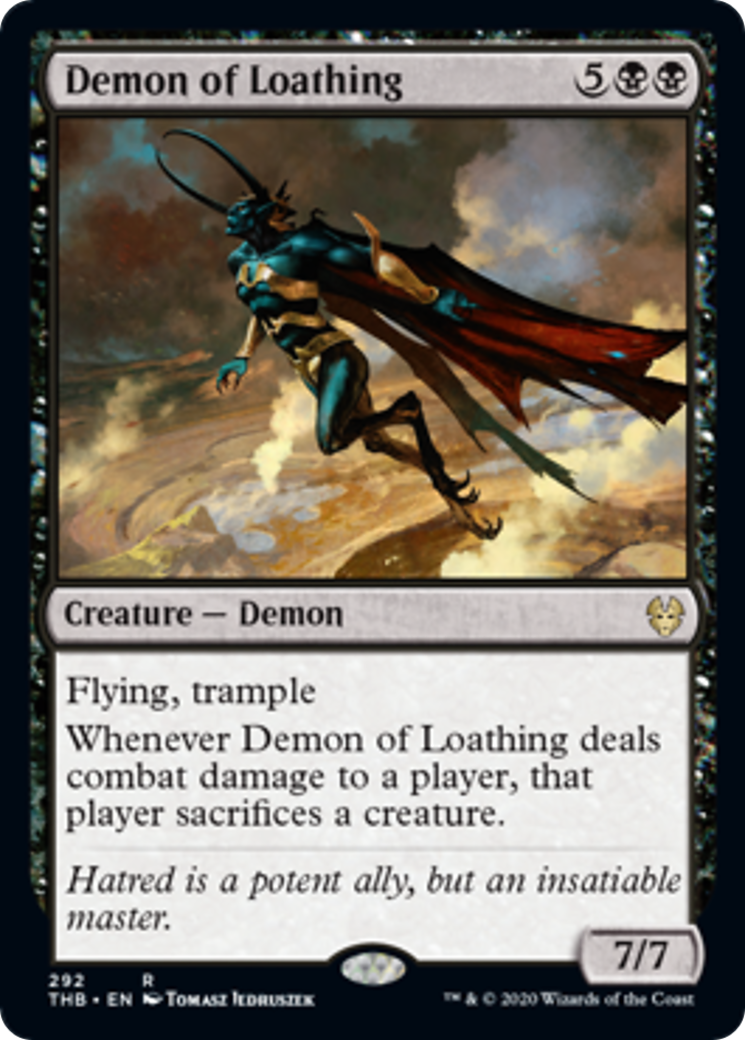 Demon of Loathing 5
Creature — Demon
Flying, trample
Whenever Demon of Loathing deals
combat damage to a player, that
player sacrifices a creature.
Hatred is a potent ally, but an insatiable
master.
7/7
292 R
THB • EN Tomasz Jedruszek
™ & © 2020 Wizards of the Coast